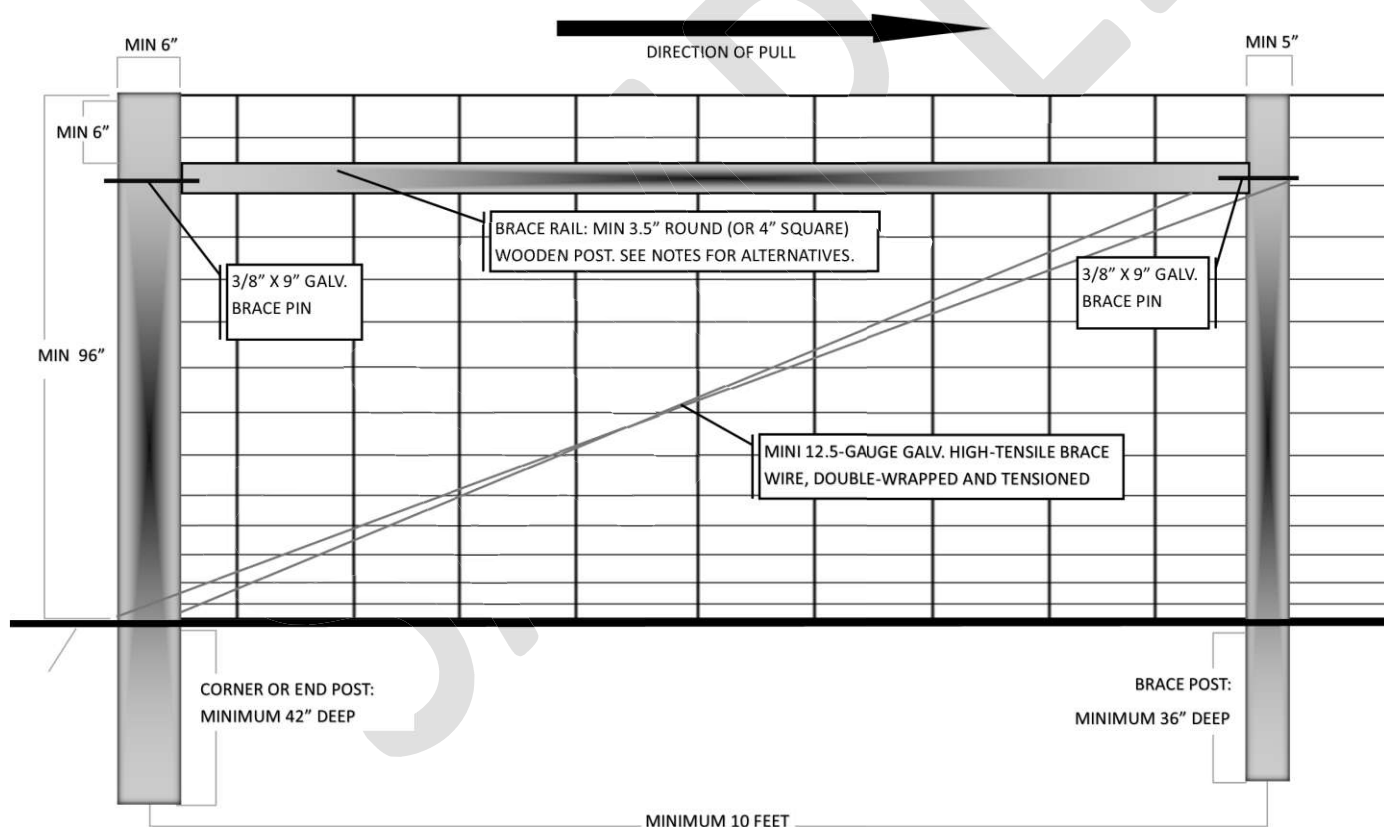 DIRECTION OF PULL
MIN 6”
MIN 5”
MIN 6”
BRACE RAIL: MIN 3.5” ROUND (OR 4” SQUARE)
WOODEN POST. SEE NOTES FOR ALTERNATIVES.
3/8” X 9” GALV.
BRACE PIN
3/8” X 9” GALV.
BRACE PIN
MIN 96”
MINI 12.5-GAUGE GALV. HIGH-TENSILE BRACE
WIRE, DOUBLE-WRAPPED AND TENSIONED
CORNER OR END POST:
MINIMUM 42” DEEP
BRACE POST:
MINIMUM 36” DEEP
MINIMUM 10 FEET